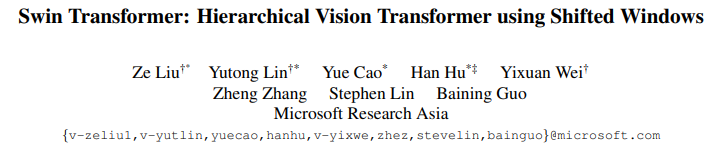 Swin Transformer: Hierarchical Vision Transformer using Shifted Windows
Ze Liu†* Yutong Lin†* Yue Cao* Han Hu*‡ Yixuan Wei†
Zheng Zhang Stephen Lin Baining Guo
Microsoft Research Asia
{v-zeliu1,v-yutlin,yuecao,hanhu,v-yixwe,zhez,stevelin,bainguo}@microsoft.com